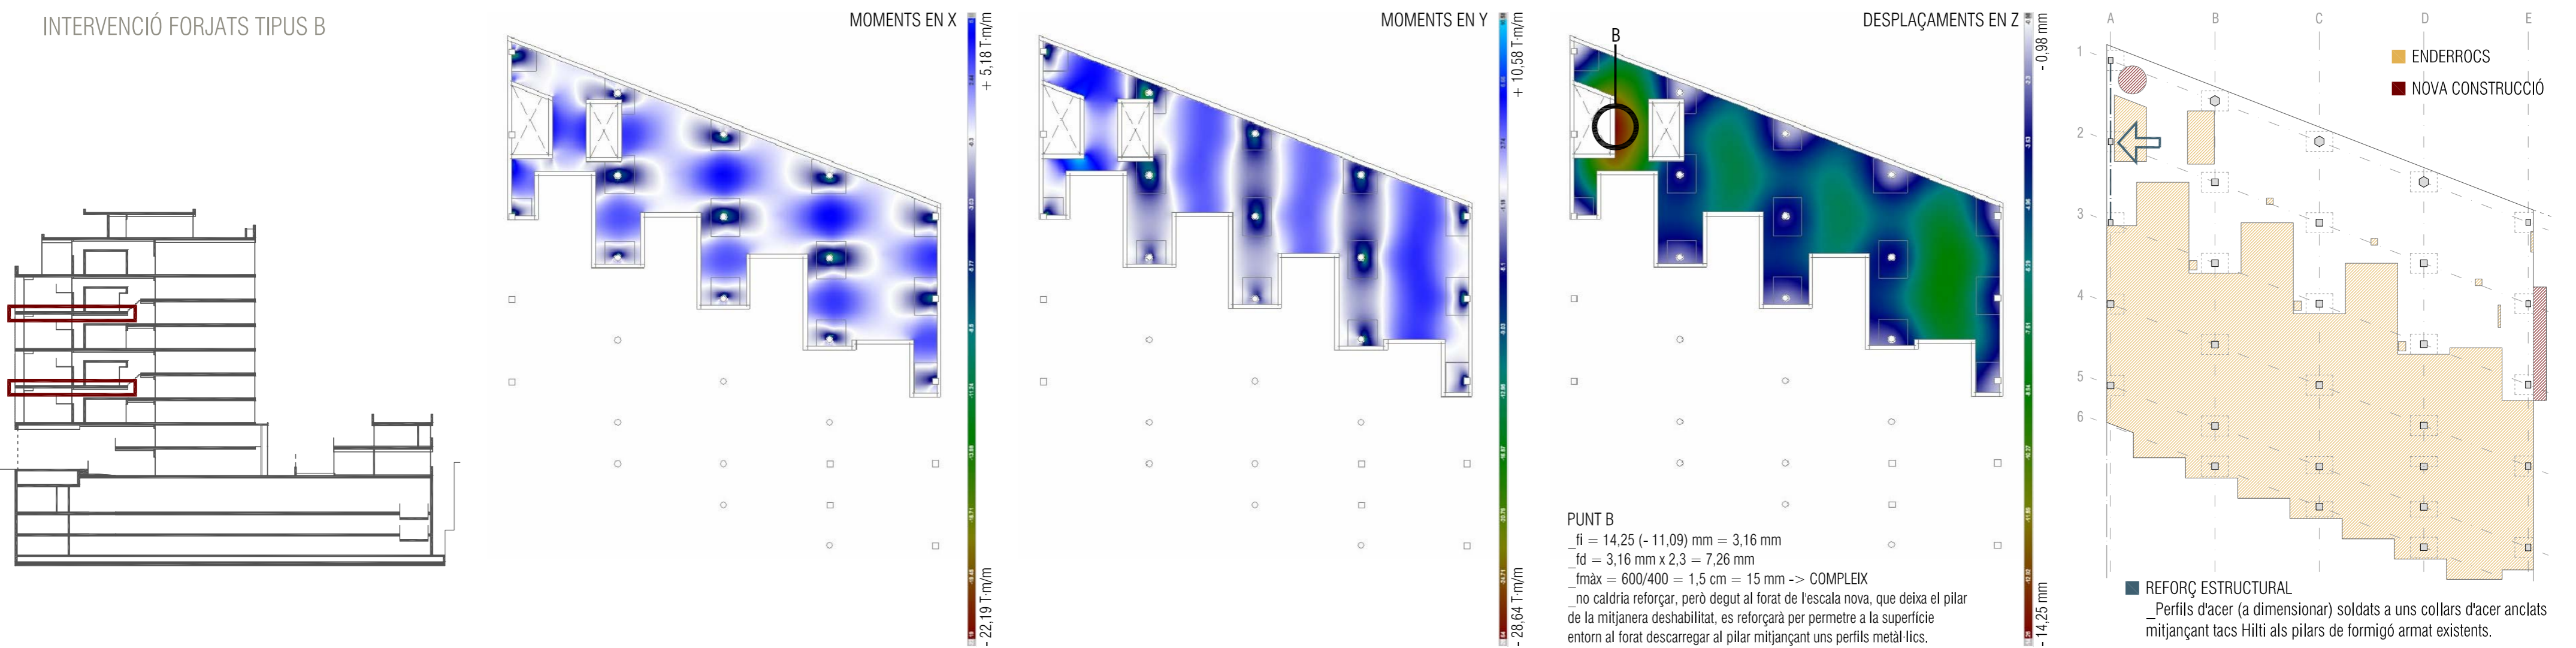 INTERVENCIÓ FORJATS TIPUS B
MOMENTS EN X
+ 5,18 T·m/m
- 22,19 T·m/m
MOMENTS EN Y
+ 10,58 T·m/m
- 28,64 T·m/m
DESPLAÇAMENTS EN Z
- 0,98 mm
- 14,25 mm
B
PUNT B
_fi = 14,25 (- 11,09) mm = 3,16 mm
_fd = 3,16 mm x 2,3 = 7,26 mm
_fmàx = 600/400 = 1,5 cm = 15 mm -> COMPLEIX
_no caldria reforçar, però degut al forat de l'escala nova, que deixa el pilar
de la mitjanera deshabilitat, es reforçarà per permetre a la superfície
entorn al forat descarregar al pilar mitjançant uns perfils metàl·lics.
A B C D E
1
2
3
4
5
6
ENDERROCS
NOVA CONSTRUCCIÓ
REFORÇ ESTRUCTURAL
_Perfils d'acer (a dimensionar) soldats a uns collars d'acer anclats
mitjançant tacs Hilti als pilars de formigó armat existents.